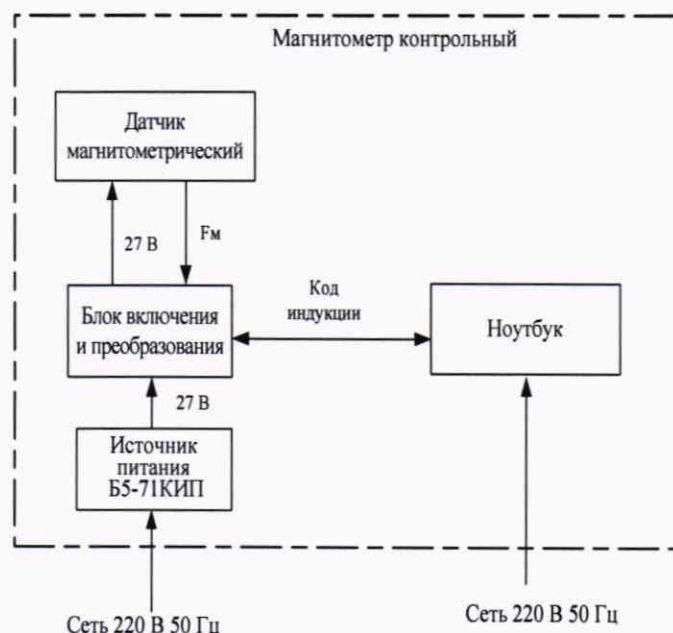 Магнитометр контрольный
Датчик
магнитометрический
27 В
Fм
Блок включения
и преобразования
Код
индукции
Ноутбук
27 В
Источник
питания
Б5-71КИП
Сеть 220 В 50 Гц
Сеть 220 В 50 Гц